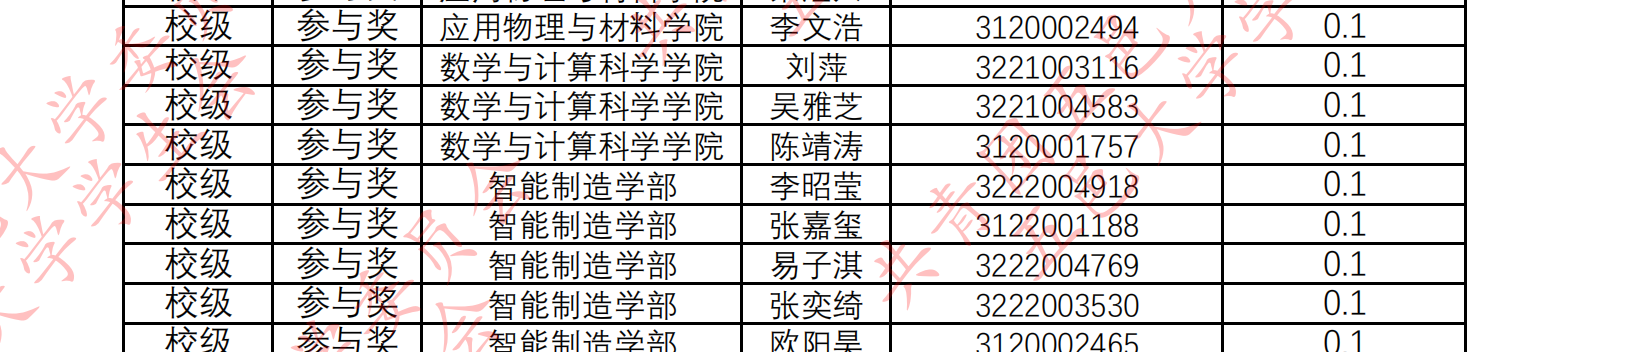 校级 参与奖 应用物理与材料学院 李文浩 3120002494 0.1
校级 参与奖 数学与计算科学学院 刘萍 3221003116 0.1
校级 参与奖 数学与计算科学学院 吴雅芝 3221004583 0.1
校级 参与奖 数学与计算科学学院 陈靖涛 3120001757 0.1
校级 参与奖 智能制造学部 李昭莹 3222004918 0.1
校级 参与奖 智能制造学部 张嘉玺 3122001188 0.1
校级 参与奖 智能制造学部 易子淇 3222004769 0.1
校级 参与奖 智能制造学部 张奕绮 3222003530 0.1
校级 参与奖 智能制造学部 欧阳昊 3120002465 0.1